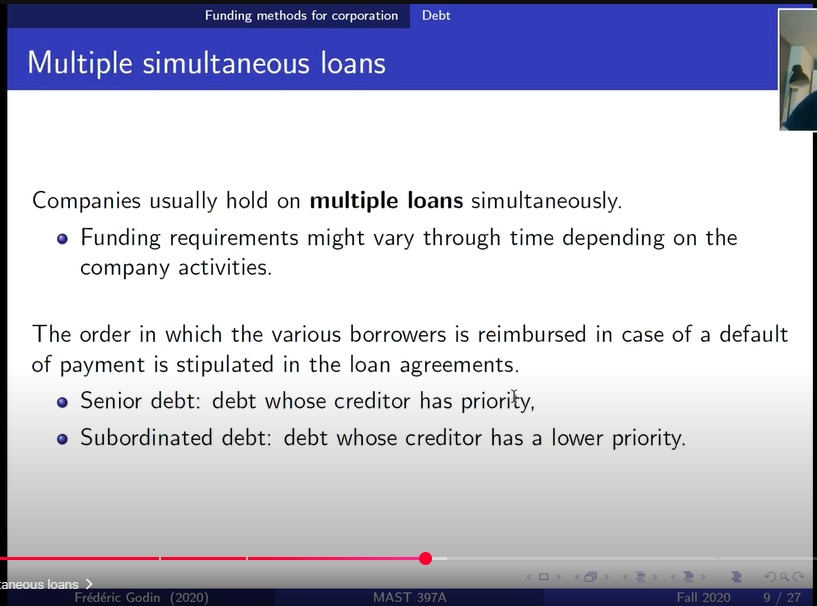 Funding methods for corporation Debt
Multiple simultaneous loans
Companies usually hold on multiple loans simultaneously.
Funding requirements might vary through time depending on the
company activities.
The order in which the various borrowers is reimbursed in case of a default
of payment is stipulated in the loan agreements.
Senior debt: debt whose creditor has priority,
Subordinated debt: debt whose creditor has a lower priority.
taneous loans
Frédéric Godin (2020) MAST 397A Fall 2020 9 / 27